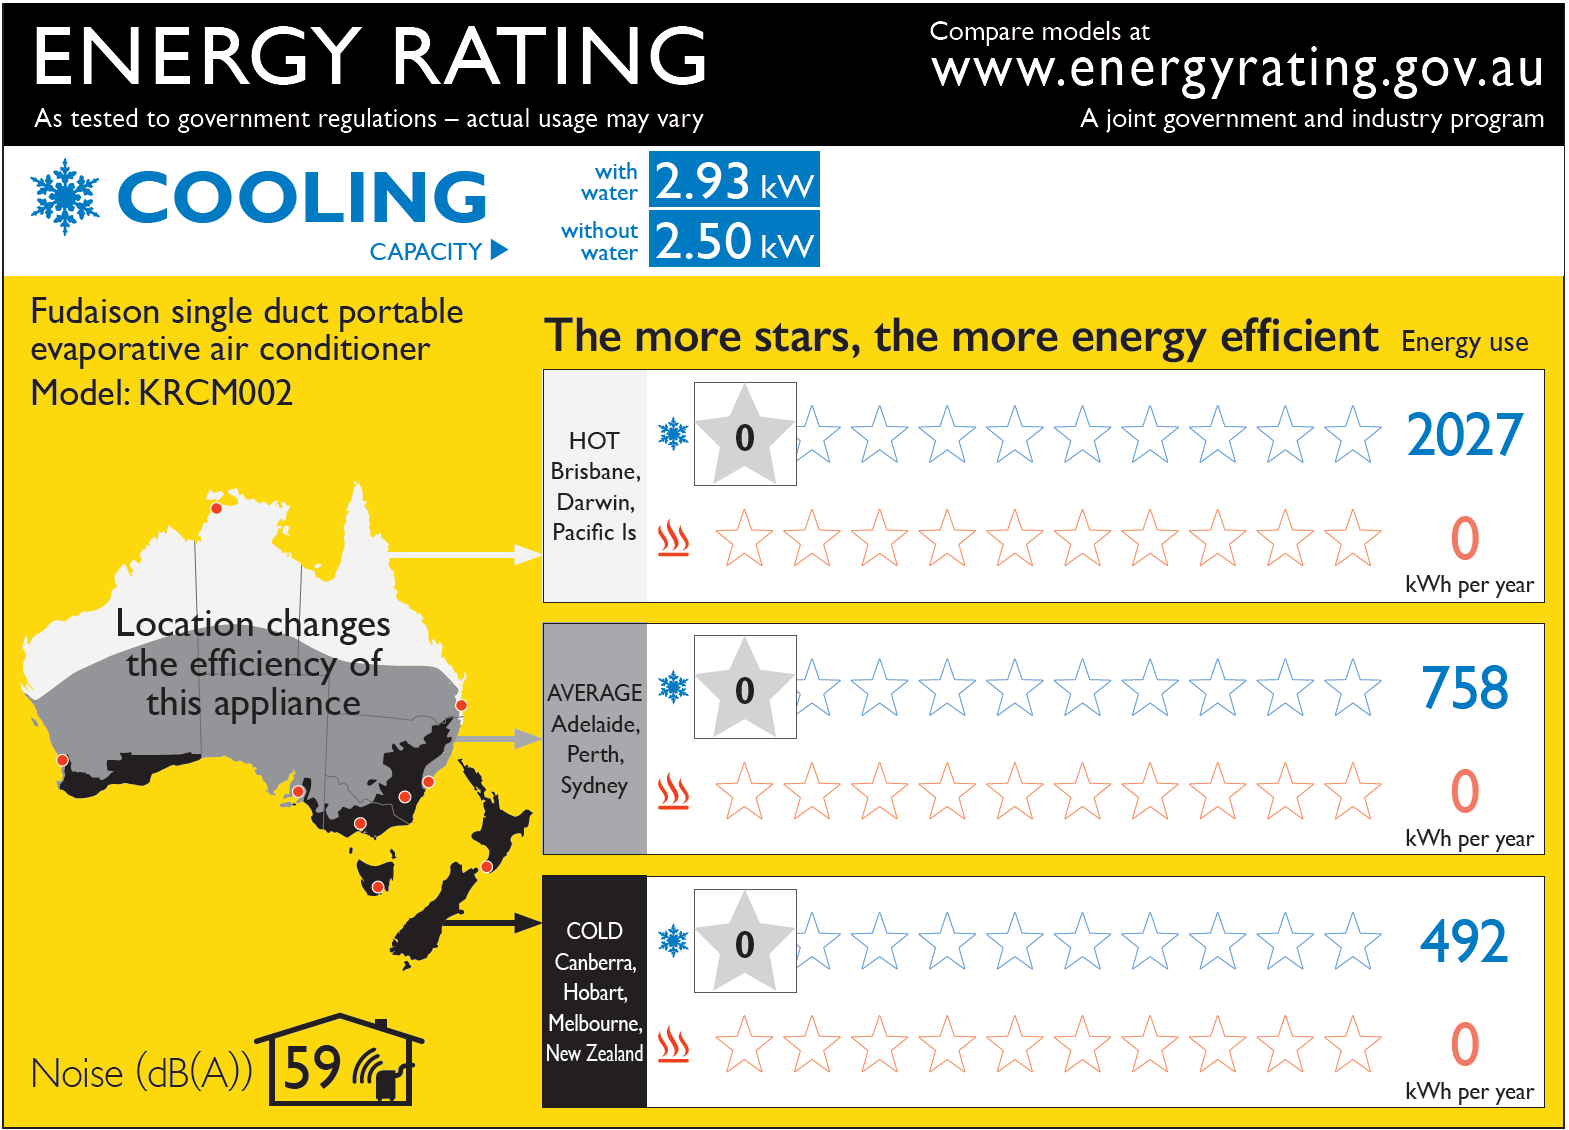 ENERGY RATING
As tested to government regulations – actual usage may vary
Compare models at
www.energyrating.gov.au
A joint government and industry program
COOLING
CAPACITY
with
water
2.93 kW
without
water
2.50 kW
Fudaison single duct portable
evaporative air conditioner
Model: KRCM002
The more stars, the more energy efficient
Energy use
Location changes
the efficiency of
this appliance
HOT
Brisbane,
Darwin,
Pacific Is
0
2027
0
kWh per year
AVERAGE
Adelaide,
Perth,
Sydney
0
758
0
kWh per year
COLD
Canberra,
Hobart,
Melbourne,
New Zealand
0
492
0
kWh per year
Noise (dB(A))
59